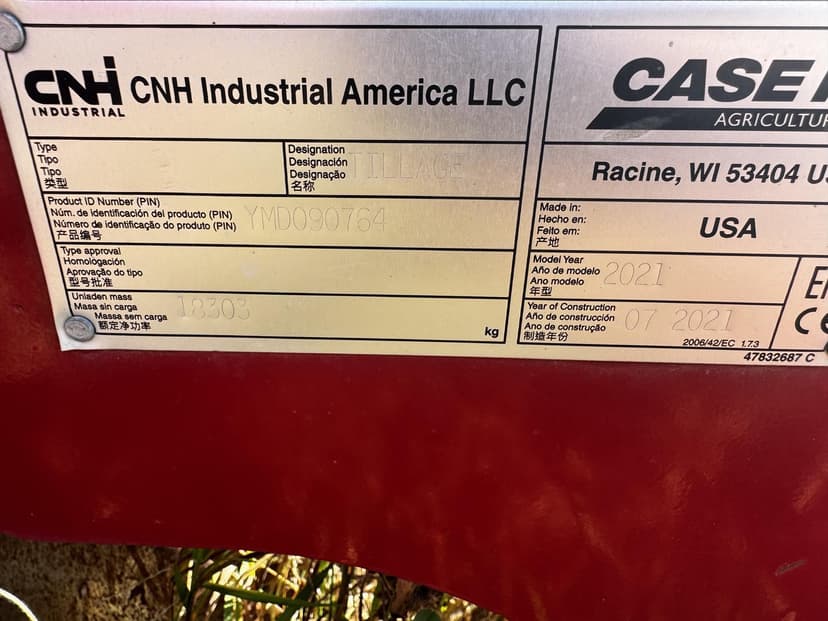 CNH
INDUSTRIAL
CNH Industrial America LLC
Type
Tipo
Tipo
类型
Designation
Designación
Designação
名称
TILLAGE
Product ID Number (PIN)
Núm. de identificación del producto (PIN)
Número de identificação do produto (PIN)
产品编号
YMD090764
Type approval
Homologación
Aprovação do tipo
型号批准
Unladen mass
Masa sin carga
Massa sem carga
额定净功率
18303
kg
CASE I
AGRICULTUR
Racine, WI 53404 US
Made in:
Hecho en:
Feito em:
产地
USA
Model Year
Año de modelo
Ano modelo
年型
2021
Year of Construction
Año de construcción
Ano de construção
制造年份
07 2021
2006/42/EC 1.7.3
47832687 C
CE